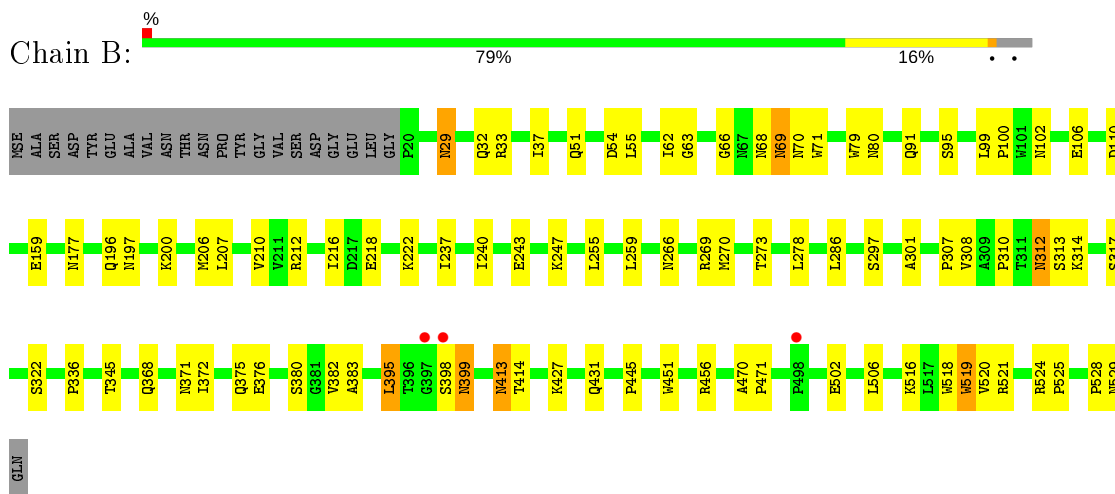 %
Chain B:
79%
16%
•
•
MSE ALA SER ASP TYR GLU ALA VAL ASN THR ASN PRO TYR GLY VAL SER ASP GLY GLU LEU GLY P20 N29 Q32 R33 I37 Q51 D54 L55 I62 G63 G66 N67 N68 N69 N70 W71 W79 N80 Q91 S95 L99 P100 W101 N102 E106 D110
E159 N177 Q196 N197 K200 M206 L207 V210 V211 R212 I216 D217 E218 K222 I237 I240 E243 K247 L255 L259 N266 R269 M270 T273 L278 L286 S297 A301 P307 V308 A309 P310 T311 N312 S313 K314 S317
S322 P336 T345 Q368 N371 I372 Q375 E376 S380 G381 V382 A383 L395 T396 G397 S398 N399 N413 T414 K427 Q431 P445 W451 R456 A470 P471 P498 E502 L506 K516 L517 W518 W519 V520 R521 R524 P525 P528 N529
GLN